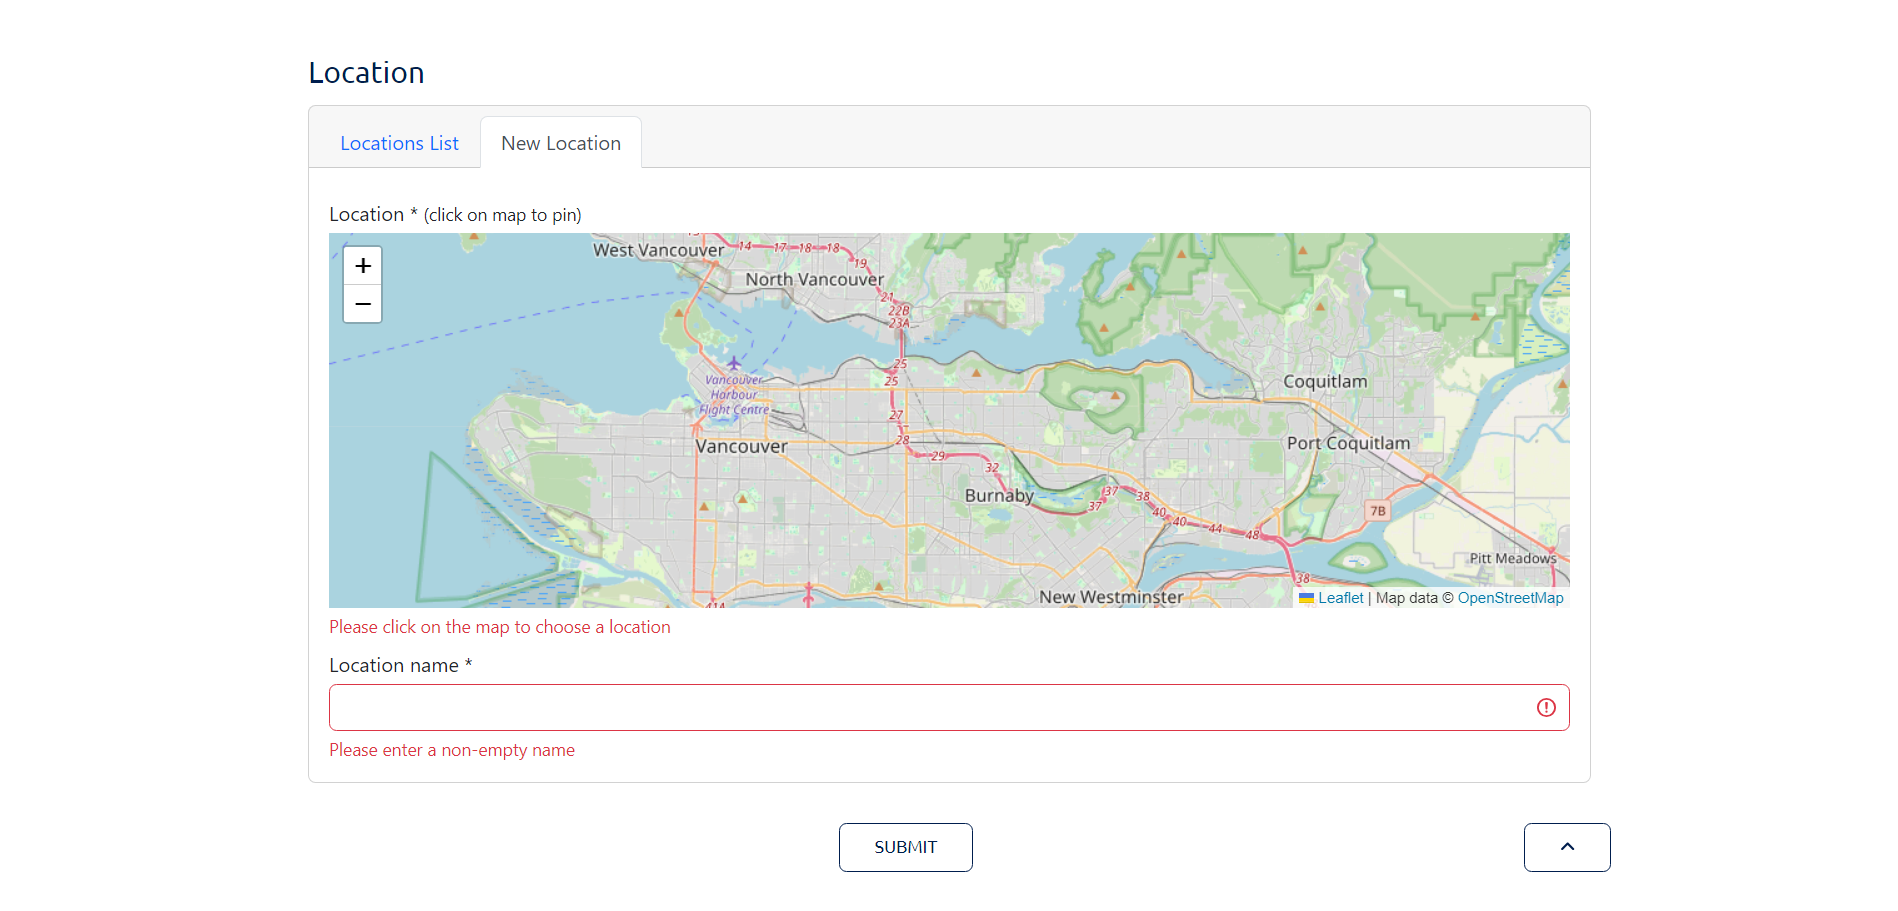 Location
Locations List
New Location
Location * (click on map to pin)
+
−
West Vancouver
14
17
18
18
19
North Vancouver
21
22B
23A
25
25
Vancouver
Harbour
Flight Centre
Coquitlam
27
28
Vancouver
29
32
Port Coquitlam
Burnaby
37
37
38
40
40
44
48
7B
Pitt Meadows
38
New Westminster
Leaflet | Map data © OpenStreetMap
Please click on the map to choose a location
Location name *
Please enter a non-empty name
SUBMIT